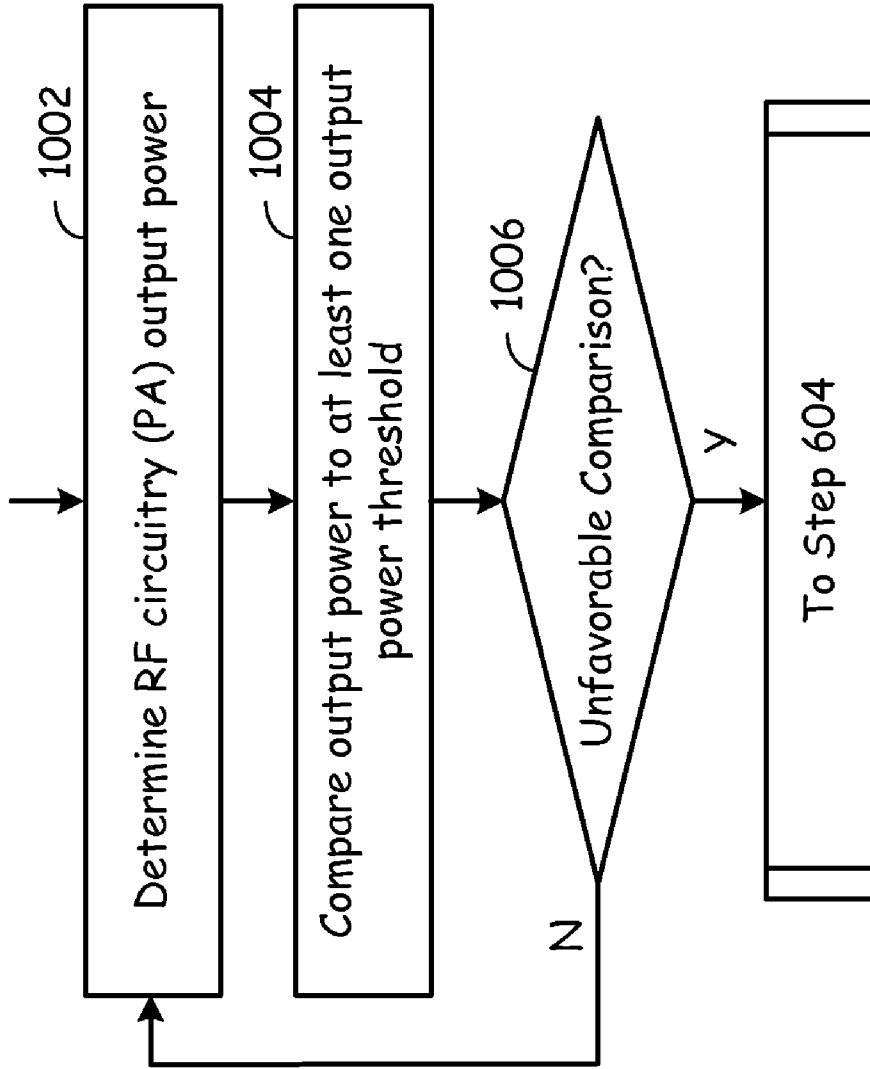 1002
Determine RF circuitry (PA) output power
1004
Compare output power to at least one output
power threshold
1006
Unfavorable Comparison?
N
Y
To Step 604